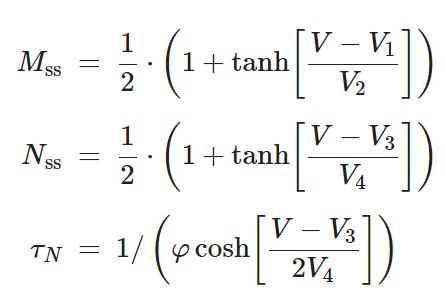 M_ss = 1/2 · (1 + tanh[(V − V_1)/V_2])
N_ss = 1/2 · (1 + tanh[(V − V_3)/V_4])
τ_N = 1/(φ cosh[(V − V_3)/2V_4])